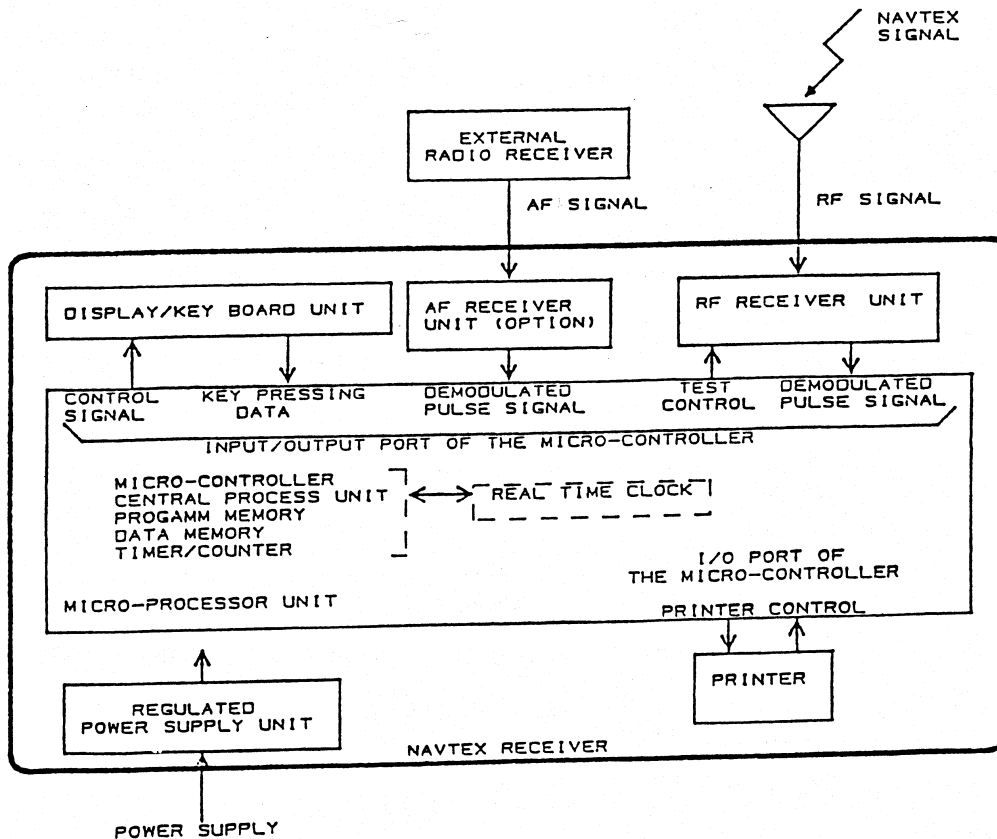 NAVTEX
SIGNAL
EXTERNAL
RADIO RECEIVER
AF SIGNAL
RF SIGNAL
DISPLAY/KEY BOARD UNIT
AF RECEIVER
UNIT (OPTION)
RF RECEIVER UNIT
CONTROL
SIGNAL
KEY PRESSING
DATA
DEMODULATED
PULSE SIGNAL
TEST
CONTROL
DEMODULATED
PULSE SIGNAL
INPUT/OUTPUT PORT OF THE MICRO-CONTROLLER
MICRO-CONTROLLER
CENTRAL PROCESS UNIT
PROGAMM MEMORY
DATA MEMORY
TIMER/COUNTER
REAL TIME CLOCK
I/O PORT OF
THE MICRO-CONTROLLER
MICRO-PROCESSOR UNIT
PRINTER CONTROL
REGULATED
POWER SUPPLY UNIT
PRINTER
NAVTEX RECEIVER
POWER SUPPLY